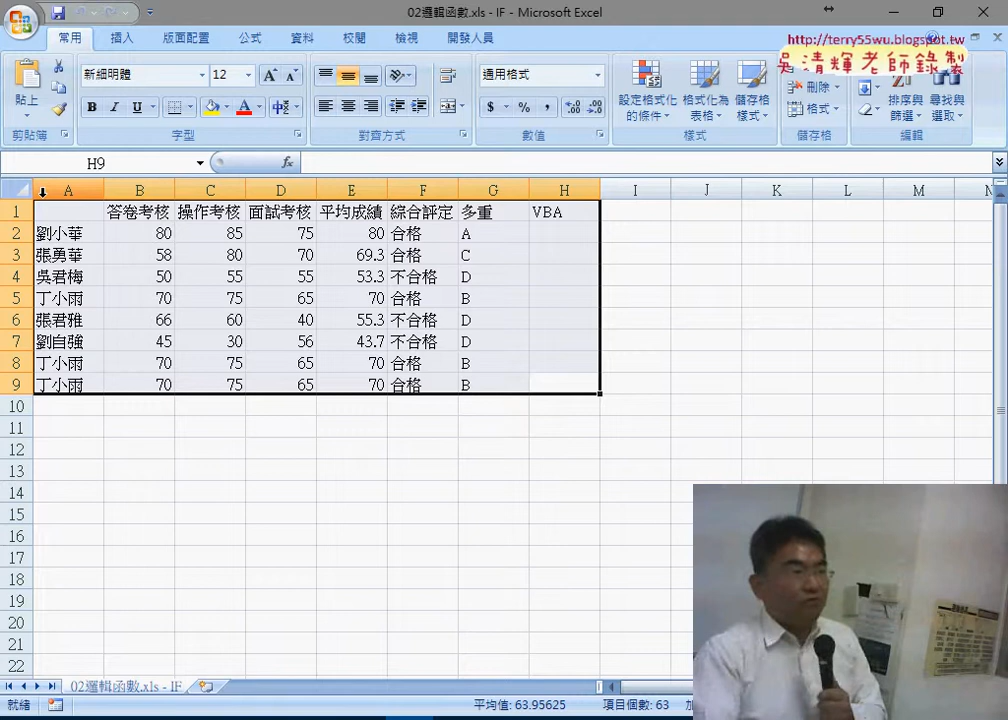 02邏輯函數.xls - IF - Microsoft Excel
常用 插入 版面配置 公式 資料 校閱 檢視 開發人員
http://terry55wu.blogspot.tw
吳清輝老師錄製
貼上 新細明體 12 A A 通用格式 設定格式化的條件 格式化為表格 儲存格樣式 刪除 格式 排序與篩選 尋找與選取
B I U A 中 $ % ,
剪貼簿 字型 對齊方式 數值 樣式 儲存格 編輯
H9 fx
A B C D E F G H I J K L M N
1 答卷考核 操作考核 面試考核 平均成績 綜合評定 多重 VBA
2 劉小華 80 85 75 80 合格 A
3 張勇華 58 80 70 69.3 合格 C
4 吳君梅 50 55 55 53.3 不合格 D
5 丁小雨 70 75 65 70 合格 B
6 張君雅 66 60 40 55.3 不合格 D
7 劉自強 45 30 56 43.7 不合格 D
8 丁小雨 70 75 65 70 合格 B
9 丁小雨 70 75 65 70 合格 B
10
11
12
13
14
15
16
17
18
19
20
21
22
02邏輯函數.xls - IF
就緒 平均值: 63.95625 項目個數: 63